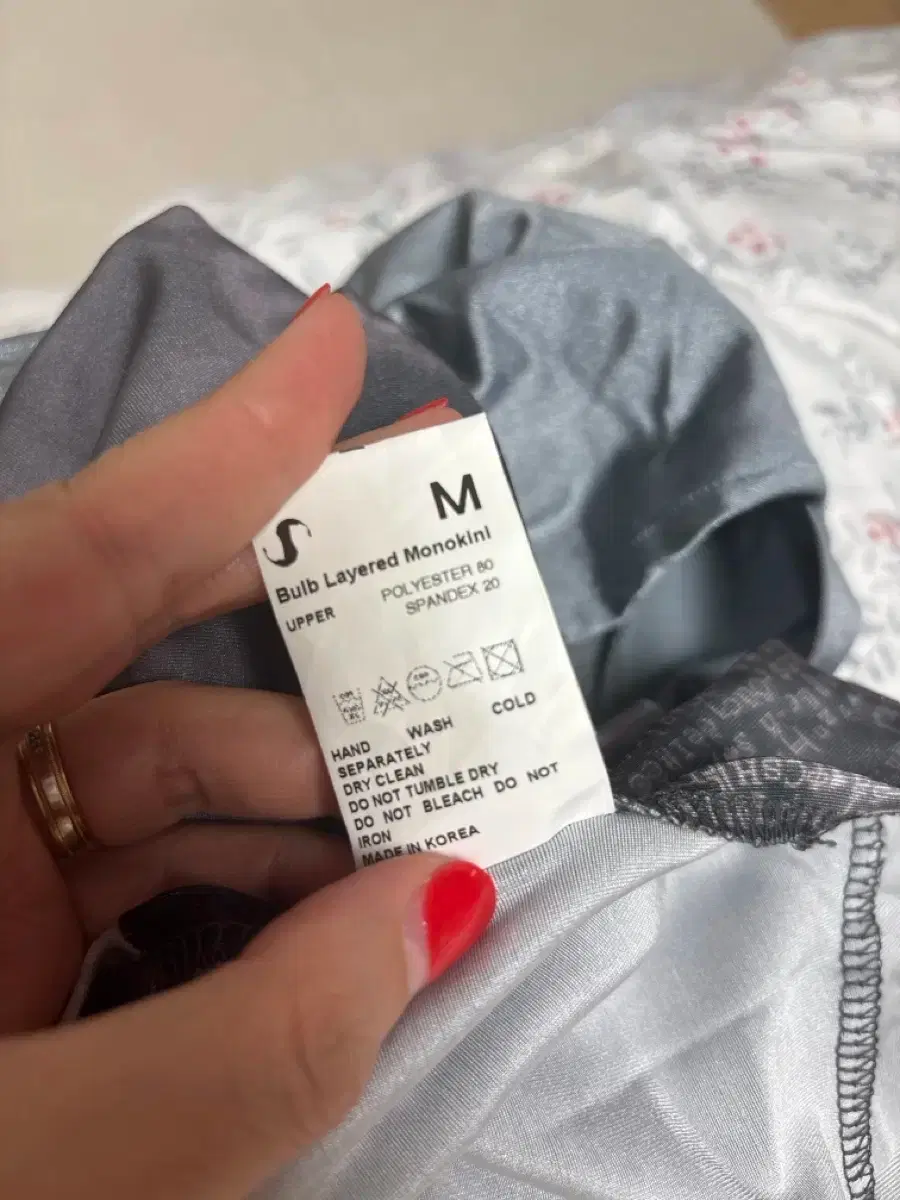 M
Bulb Layered Monokini
UPPER POLYESTER 80
SPANDEX 20
HAND WASH COLD
SEPARATELY
DRY CLEAN
DO NOT TUMBLE DRY
DO NOT BLEACH DO NOT
IRON
MADE IN KOREA